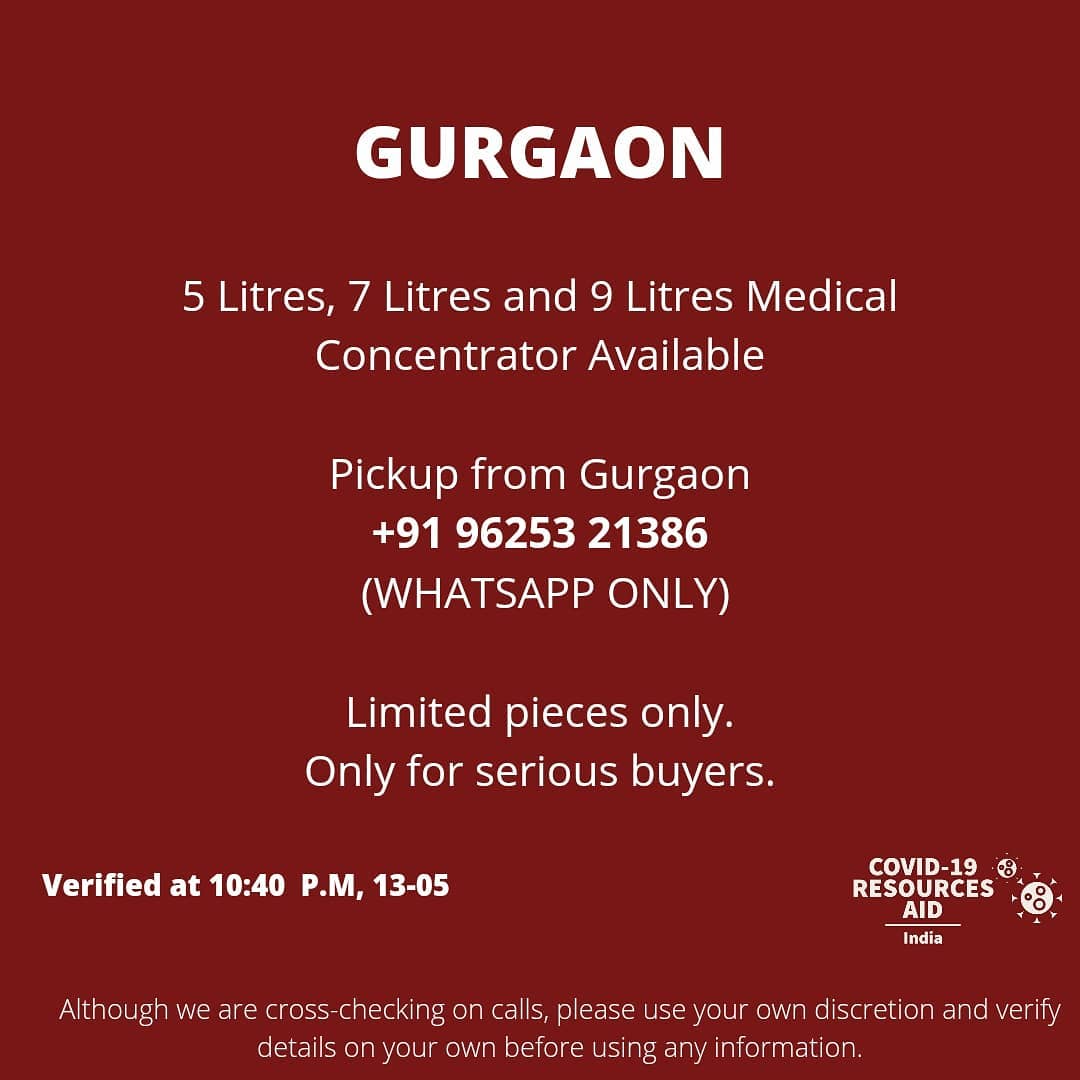 GURGAON
5 Litres, 7 Litres and 9 Litres Medical
Concentrator Available
Pickup from Gurgaon
+91 96253 21386
(WHATSAPP ONLY)
Limited pieces only.
Only for serious buyers.
Verified at 10:40 P.M, 13-05
COVID-19
RESOURCES
AID
India
Although we are cross-checking on calls, please use your own discretion and verify
details on your own before using any information.